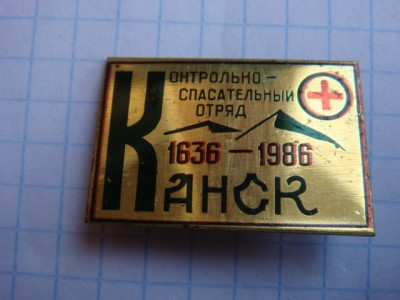 Контрольно –
спасательный
отряд
1636 – 1986
Канск